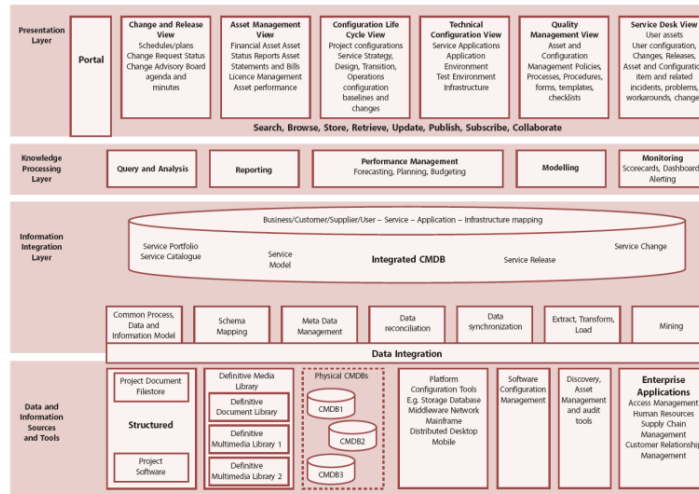 Presentation
Layer
Portal
Change and Release
View
Schedules/plans
Change Request Status
Change Advisory Board
agenda and
minutes
Asset Management
View
Financial Asset Asset
Status Reports Asset
Statements and Bills
Licence Management
Asset performance
Configuration Life
Cycle View
Project configurations
Service Strategy,
Design, Transition,
Operations
configuration
baselines and
changes
Technical
Configuration View
Service Applications
Application
Environment
Test Environment
Infrastructure
Quality
Management View
Asset and
Configuration
Management Policies,
Processes, Procedures,
forms, templates,
checklists
Service Desk View
User assets
User configuration,
Changes, Releases,
Asset and Configuratio
item and related
incidents, problems,
workarounds, change
Search, Browse, Store, Retrieve, Update, Publish, Subscribe, Collaborate
Knowledge
Processing
Layer
Query and Analysis
Reporting
Performance Management
Forecasting, Planning, Budgeting
Modelling
Monitoring
Scorecards, Dashboard
Alerting
Information
Integration
Layer
Business/Customer/Supplier/User – Service – Application – Infrastructure mapping
Service Portfolio
Service Catalogue
Service
Model
Integrated CMDB
Service Release
Service Change
Common Process,
Data and
Information Model
Schema
Mapping
Meta Data
Management
Data
reconciliation
Data
synchronization
Extract, Transform,
Load
Mining
Data Integration
Data and
Information
Sources
and Tools
Project Document
Filestore
Structured
Project
Software
Definitive Media
Library
Definitive
Document Library
Definitive
Multimedia Library 1
Definitive
Multimedia Library 2
Physical CMDBs
CMDB1
CMDB2
CMDB3
Platform
Configuration Tools
E.g. Storage Database
Middleware Network
Mainframe
Distributed Desktop
Mobile
Software
Configuration
Management
Discovery,
Asset
Management
and audit
tools
Enterprise
Applications
Access Management
Human Resources
Supply Chain
Management
Customer Relationship
Management